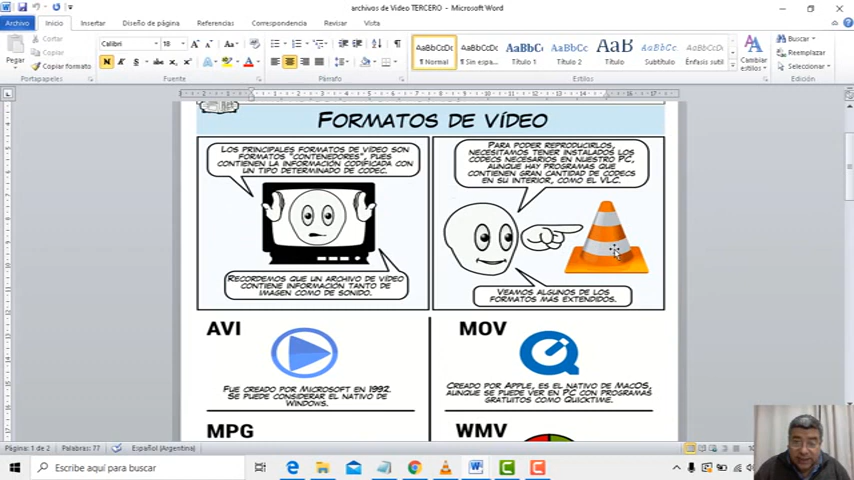 archivos de Video TERCERO - Microsoft Word
Archivo Inicio Insertar Diseño de página Referencias Correspondencia Revisar Vista
Pegar
Cortar
Copiar
Copiar formato
Portapapeles
Calibri 18
N K S
Fuente
Párrafo
AaBbCcDc AaBbCcDc AaBbCc AaBbCc AaB AaBbCc. AaBbCcDc
¶ Normal ¶ Sin espa... Título 1 Título 2 Título Subtítulo Énfasis sutil
Estilos
Cambiar estilos
Buscar
Reemplazar
Seleccionar
Edición
Formatos de vídeo
Los principales formatos de vídeo son
formatos "contenedores", pues
contienen la información codificada con
un tipo determinado de codec.
Recordemos que un archivo de vídeo
contiene información tanto de
imagen como de sonido.
Para poder reproducirlos,
necesitamos tener instalados los
codecs necesarios en nuestro PC,
aunque hay programas que
contienen gran cantidad de codecs
en su interior, como el VLC.
Veamos algunos de los
formatos más extendidos.
AVI
Fue creado por Microsoft en 1992.
Se puede considerar el nativo de
Windows.
MOV
Creado por Apple, es el nativo de MacOS,
aunque se puede ver en PC con programas
gratuitos como Quicktime.
MPG
WMV
Página: 1 de 2 Palabras: 77 Español (Argentina)
Escribe aquí para buscar